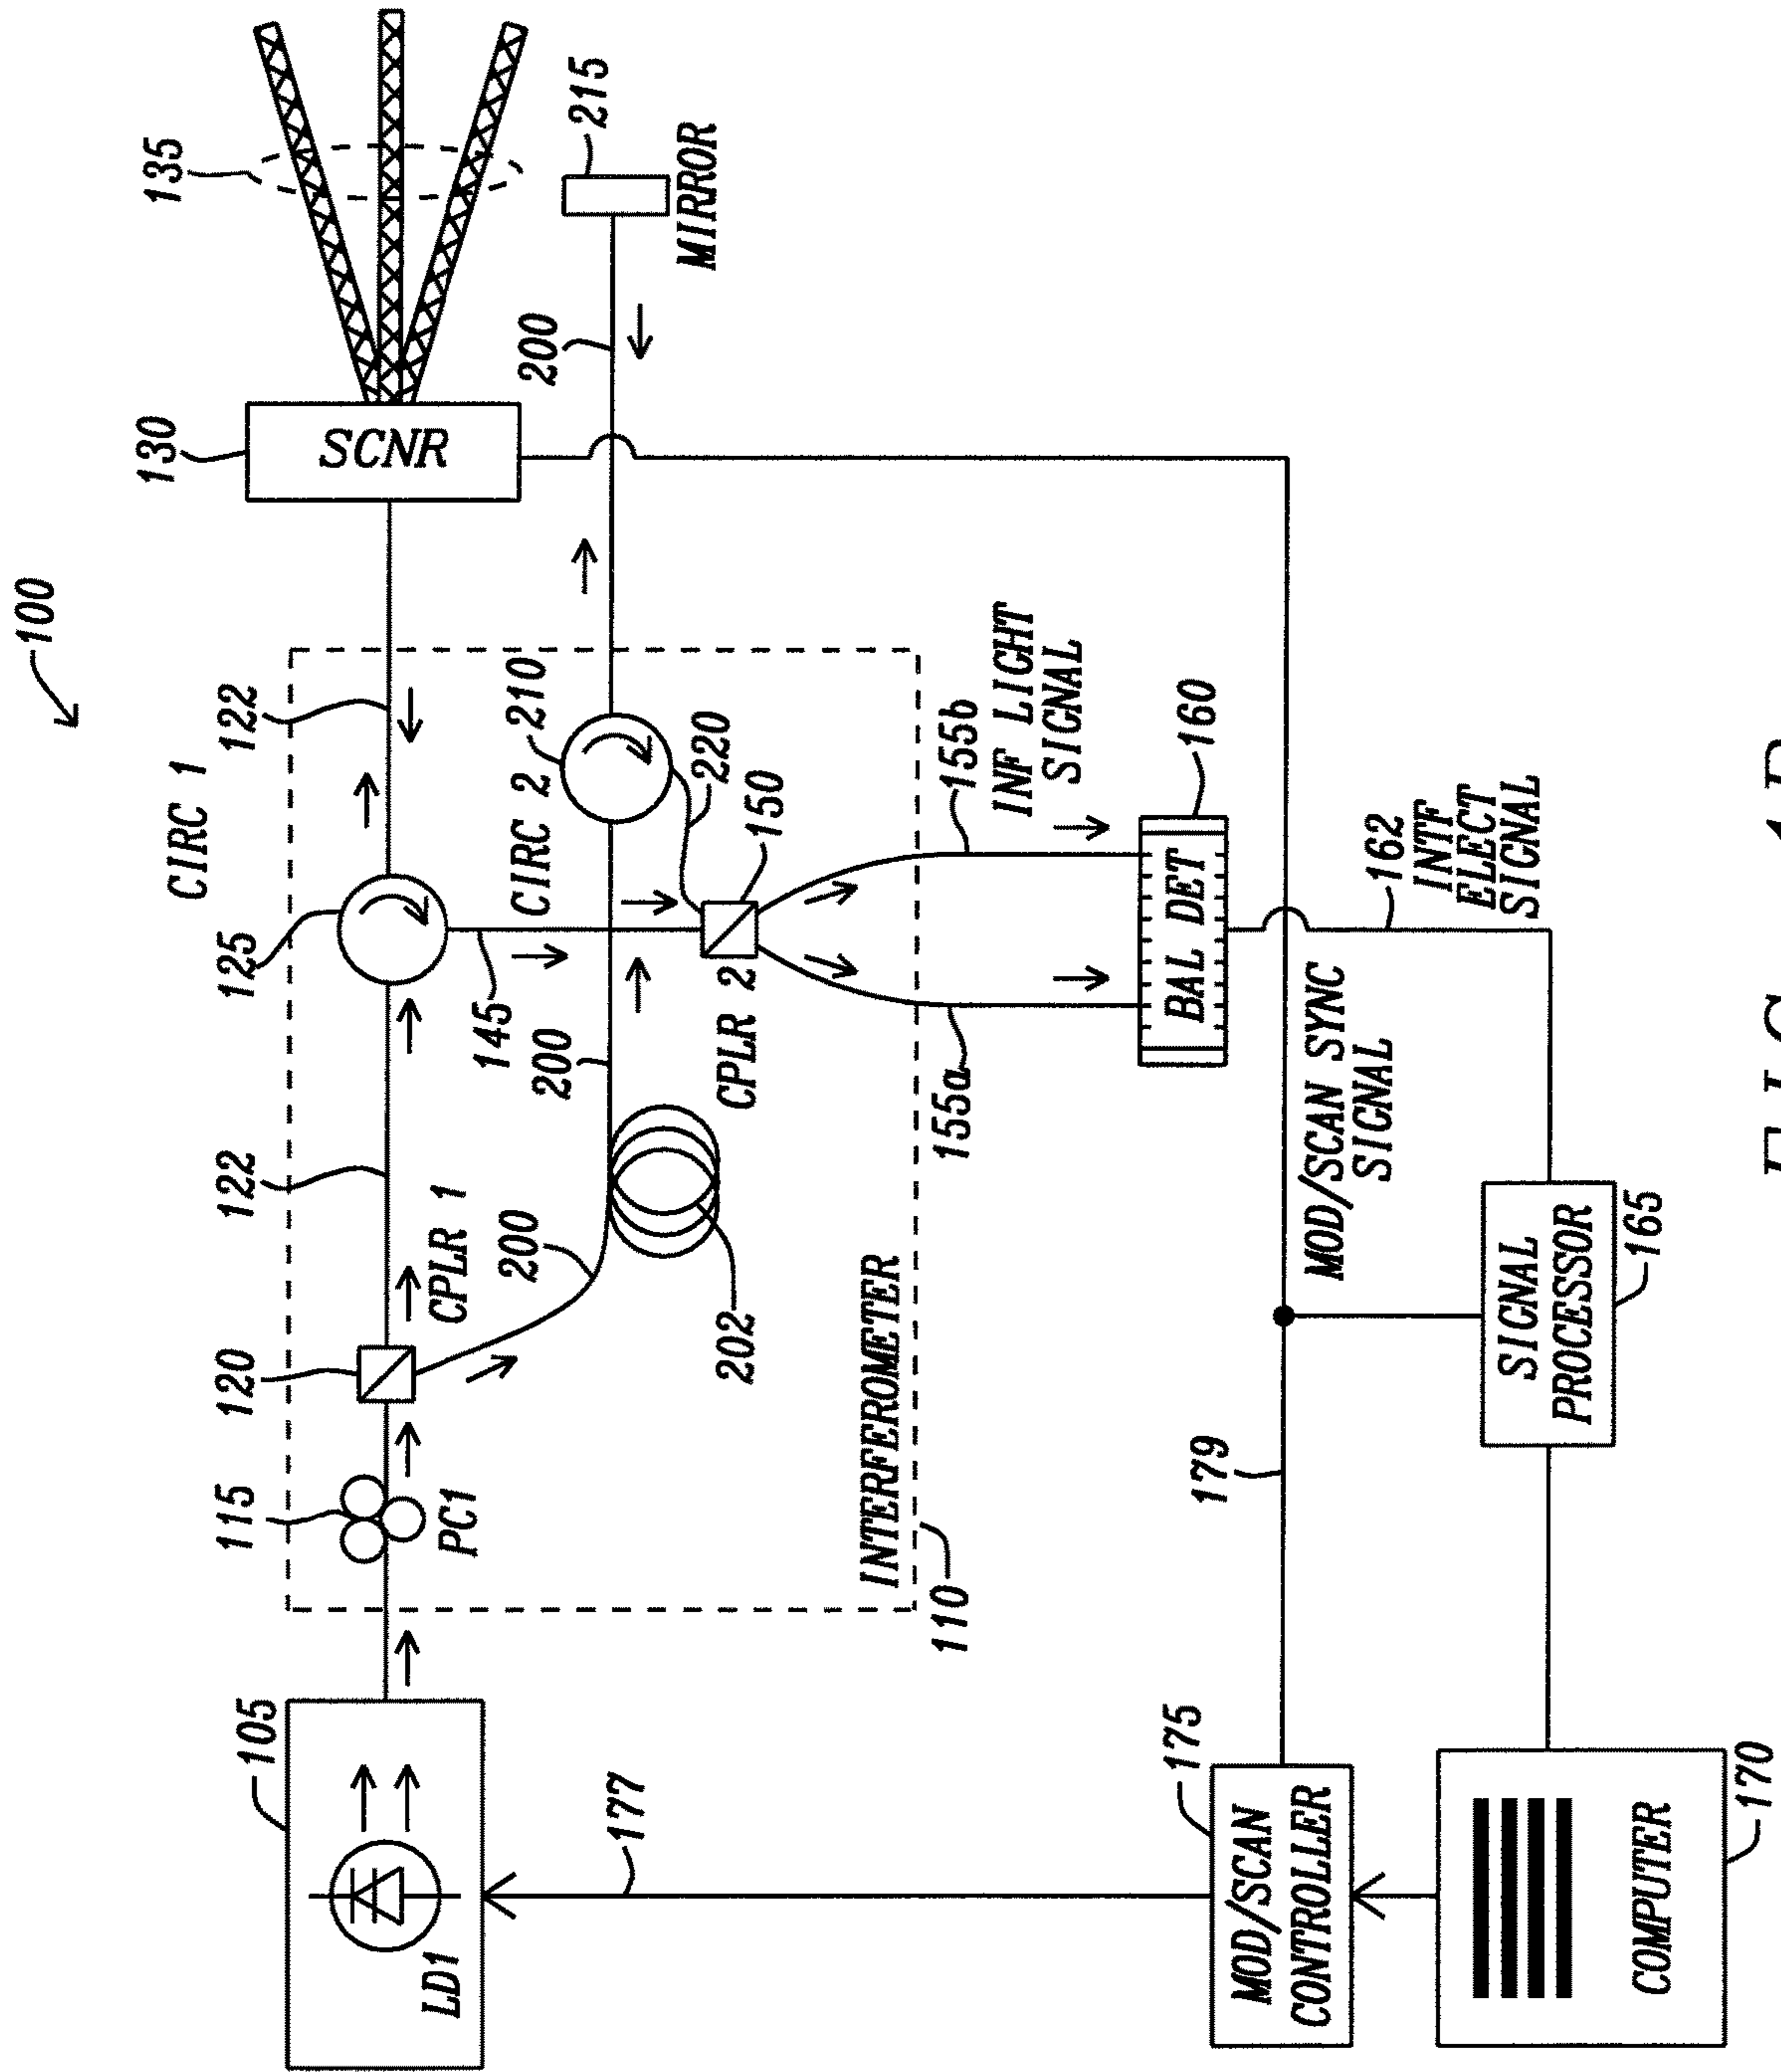 100
CIRC 1
105
115
120
122
125
122
130
135
LD1
PC1
CPLR 1
SCNR
200
145
200
CIRC 2
210
200
215
MIRROR
202
220
150
CPLR 2
INTERFEROMETER
110
155a
155b
INF LIGHT
SIGNAL
177
BAL DET
160
175
179
MOD/SCAN SYNC
SIGNAL
162
INTF
ELECT
SIGNAL
MOD/SCAN
CONTROLLER
SIGNAL
PROCESSOR
165
COMPUTER
170